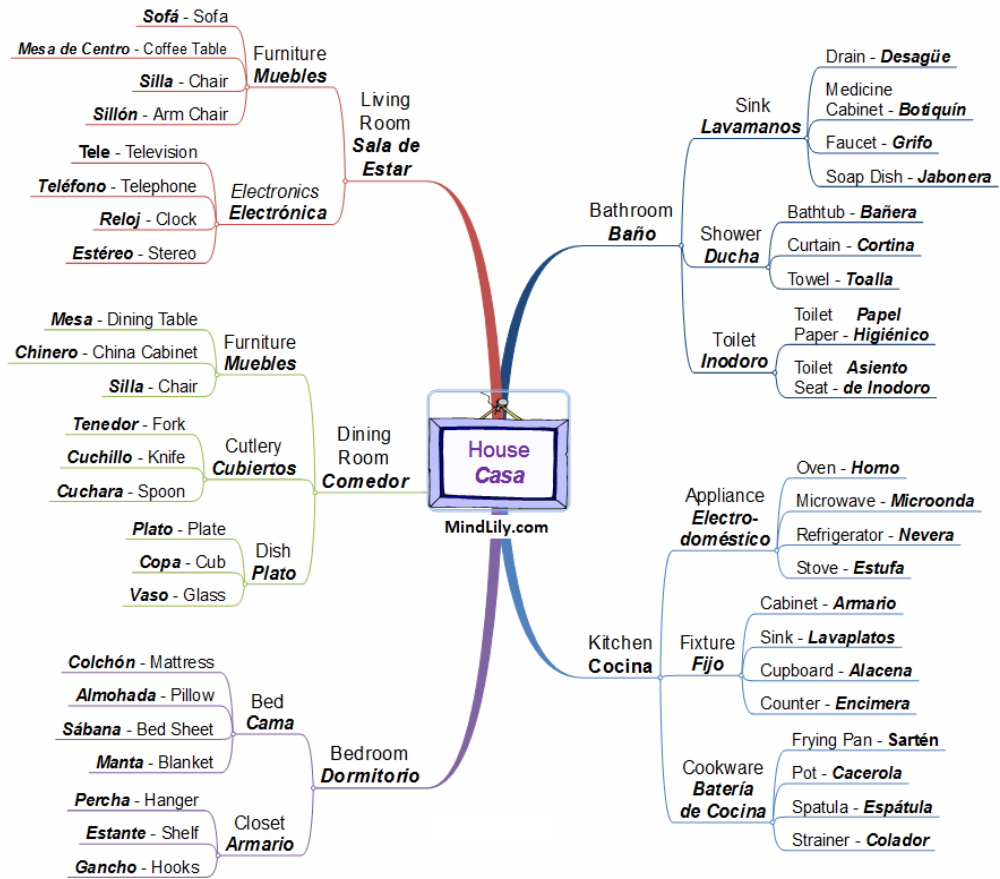 House
Casa
MindLily.com
Living
Room
Sala de
Estar
Furniture
Muebles
Sofá - Sofa
Mesa de Centro - Coffee Table
Silla - Chair
Sillón - Arm Chair
Electronics
Electrónica
Tele - Television
Teléfono - Telephone
Reloj - Clock
Estéreo - Stereo
Dining
Room
Comedor
Furniture
Muebles
Mesa - Dining Table
Chinero - China Cabinet
Silla - Chair
Cutlery
Cubiertos
Tenedor - Fork
Cuchillo - Knife
Cuchara - Spoon
Dish
Plato
Plato - Plate
Copa - Cub
Vaso - Glass
Bedroom
Dormitorio
Bed
Cama
Colchón - Mattress
Almohada - Pillow
Sábana - Bed Sheet
Manta - Blanket
Closet
Armario
Percha - Hanger
Estante - Shelf
Gancho - Hooks
Bathroom
Baño
Sink
Lavamanos
Drain - Desagüe
Medicine
Cabinet - Botiquín
Faucet - Grifo
Soap Dish - Jabonera
Shower
Ducha
Bathtub - Bañera
Curtain - Cortina
Towel - Toalla
Toilet
Inodoro
Toilet Papel
Paper - Higiénico
Toilet Asiento
Seat - de Inodoro
Kitchen
Cocina
Appliance
Electro-
doméstico
Oven - Horno
Microwave - Microonda
Refrigerator - Nevera
Stove - Estufa
Fixture
Fijo
Cabinet - Armario
Sink - Lavaplatos
Cupboard - Alacena
Counter - Encimera
Cookware
Batería
de Cocina
Frying Pan - Sartén
Pot - Cacerola
Spatula - Espátula
Strainer - Colador